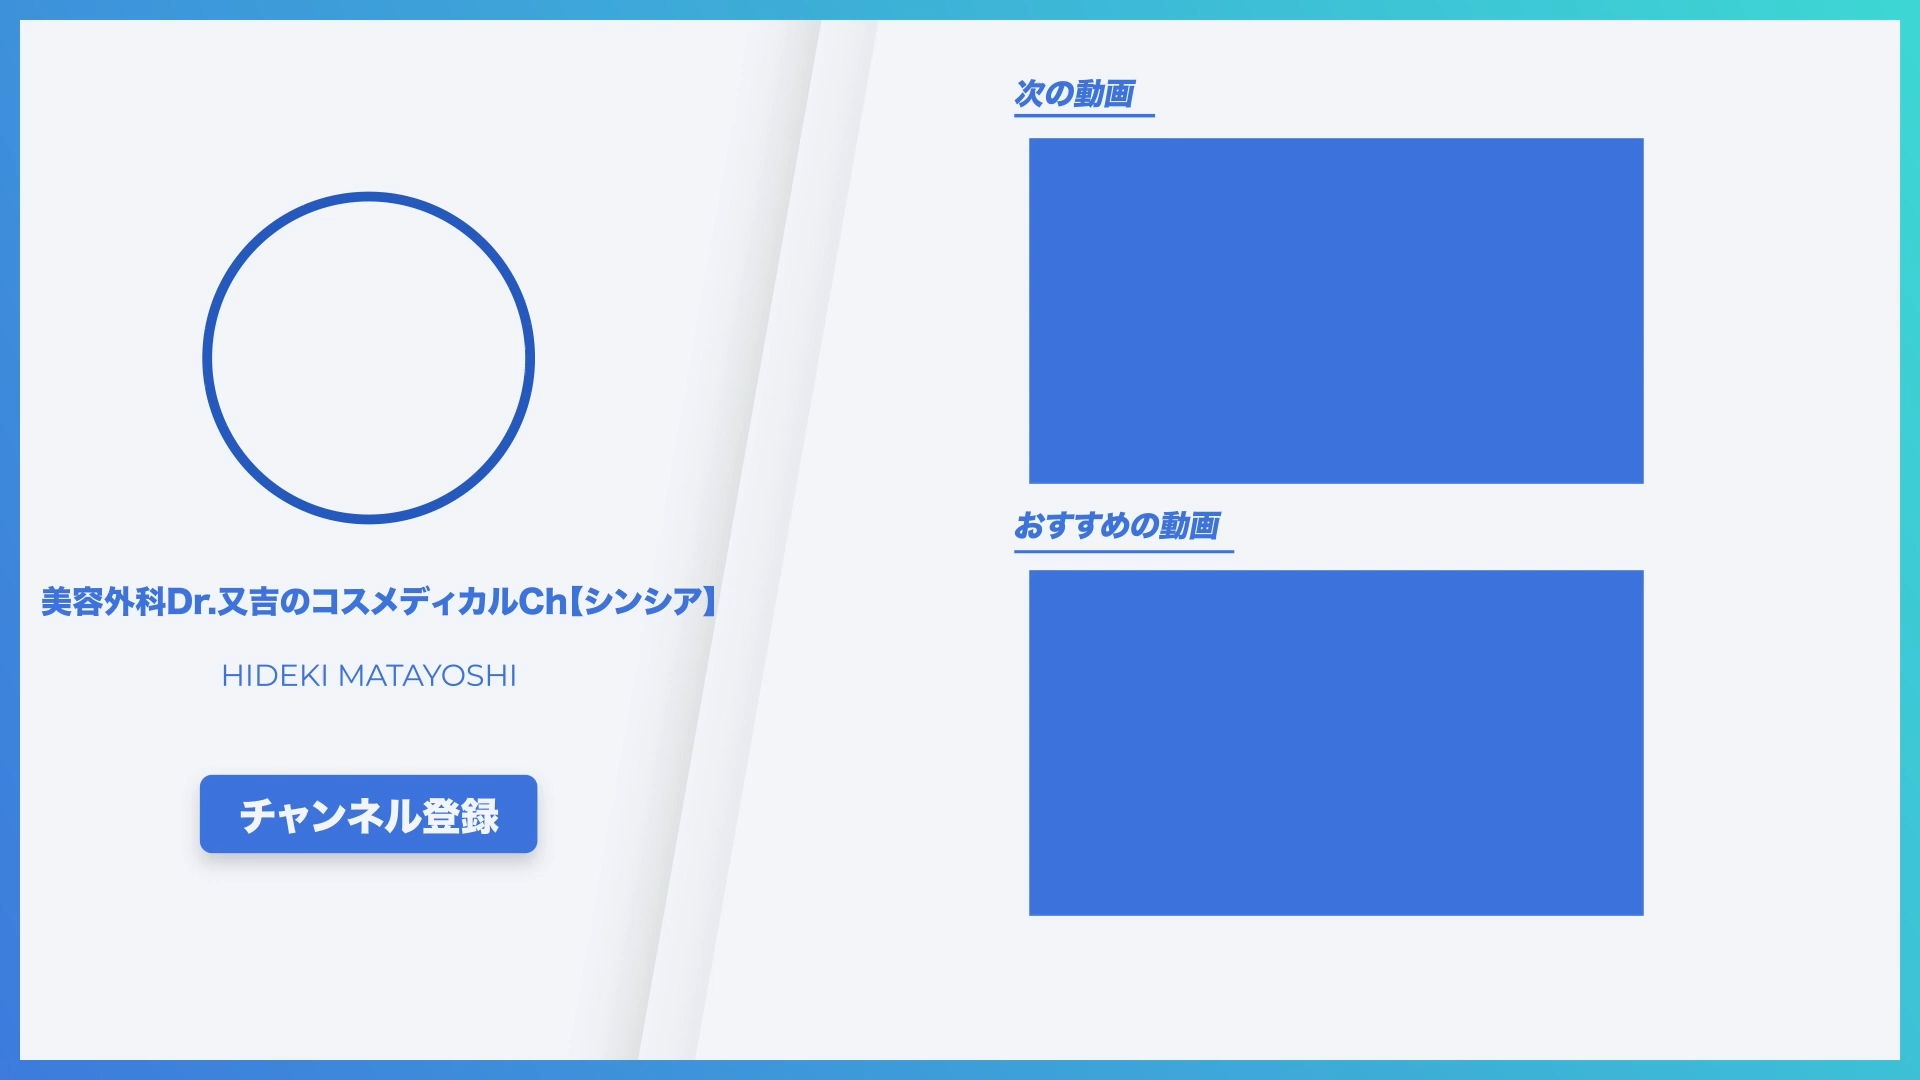 美容外科Dr.又吉のコスメディカルCh【シンシア】
HIDEKI MATAYOSHI
チャンネル登録
次の動画
おすすめの動画